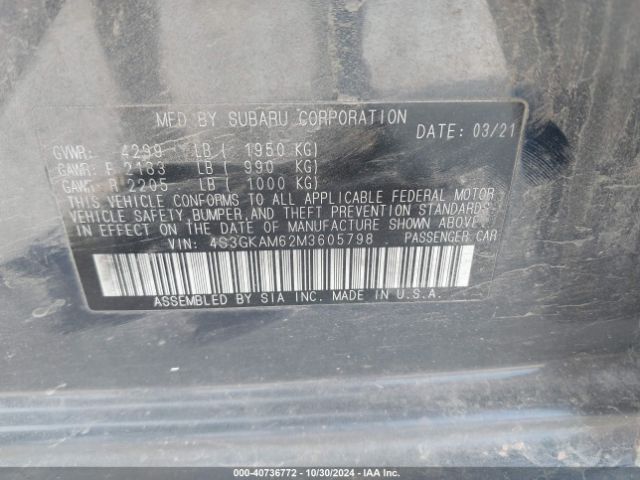 MFD BY SUBARU CORPORATION
DATE: 03/21
GVWR: 4299 LB ( 1950 KG)
GAWR: F 2183 LB ( 990 KG)
GAWR: R 2205 LB ( 1000 KG)
THIS VEHICLE CONFORMS TO ALL APPLICABLE FEDERAL MOTOR
VEHICLE SAFETY, BUMPER, AND THEFT PREVENTION STANDARDS
IN EFFECT ON THE DATE OF MANUFACTURE SHOWN ABOVE.
VIN: 4S3GKAM62M3605798 PASSENGER CAR
ASSEMBLED BY SIA INC. MADE IN U.S.A.
000-40736772 | 10/30/2024 | IAA Inc.